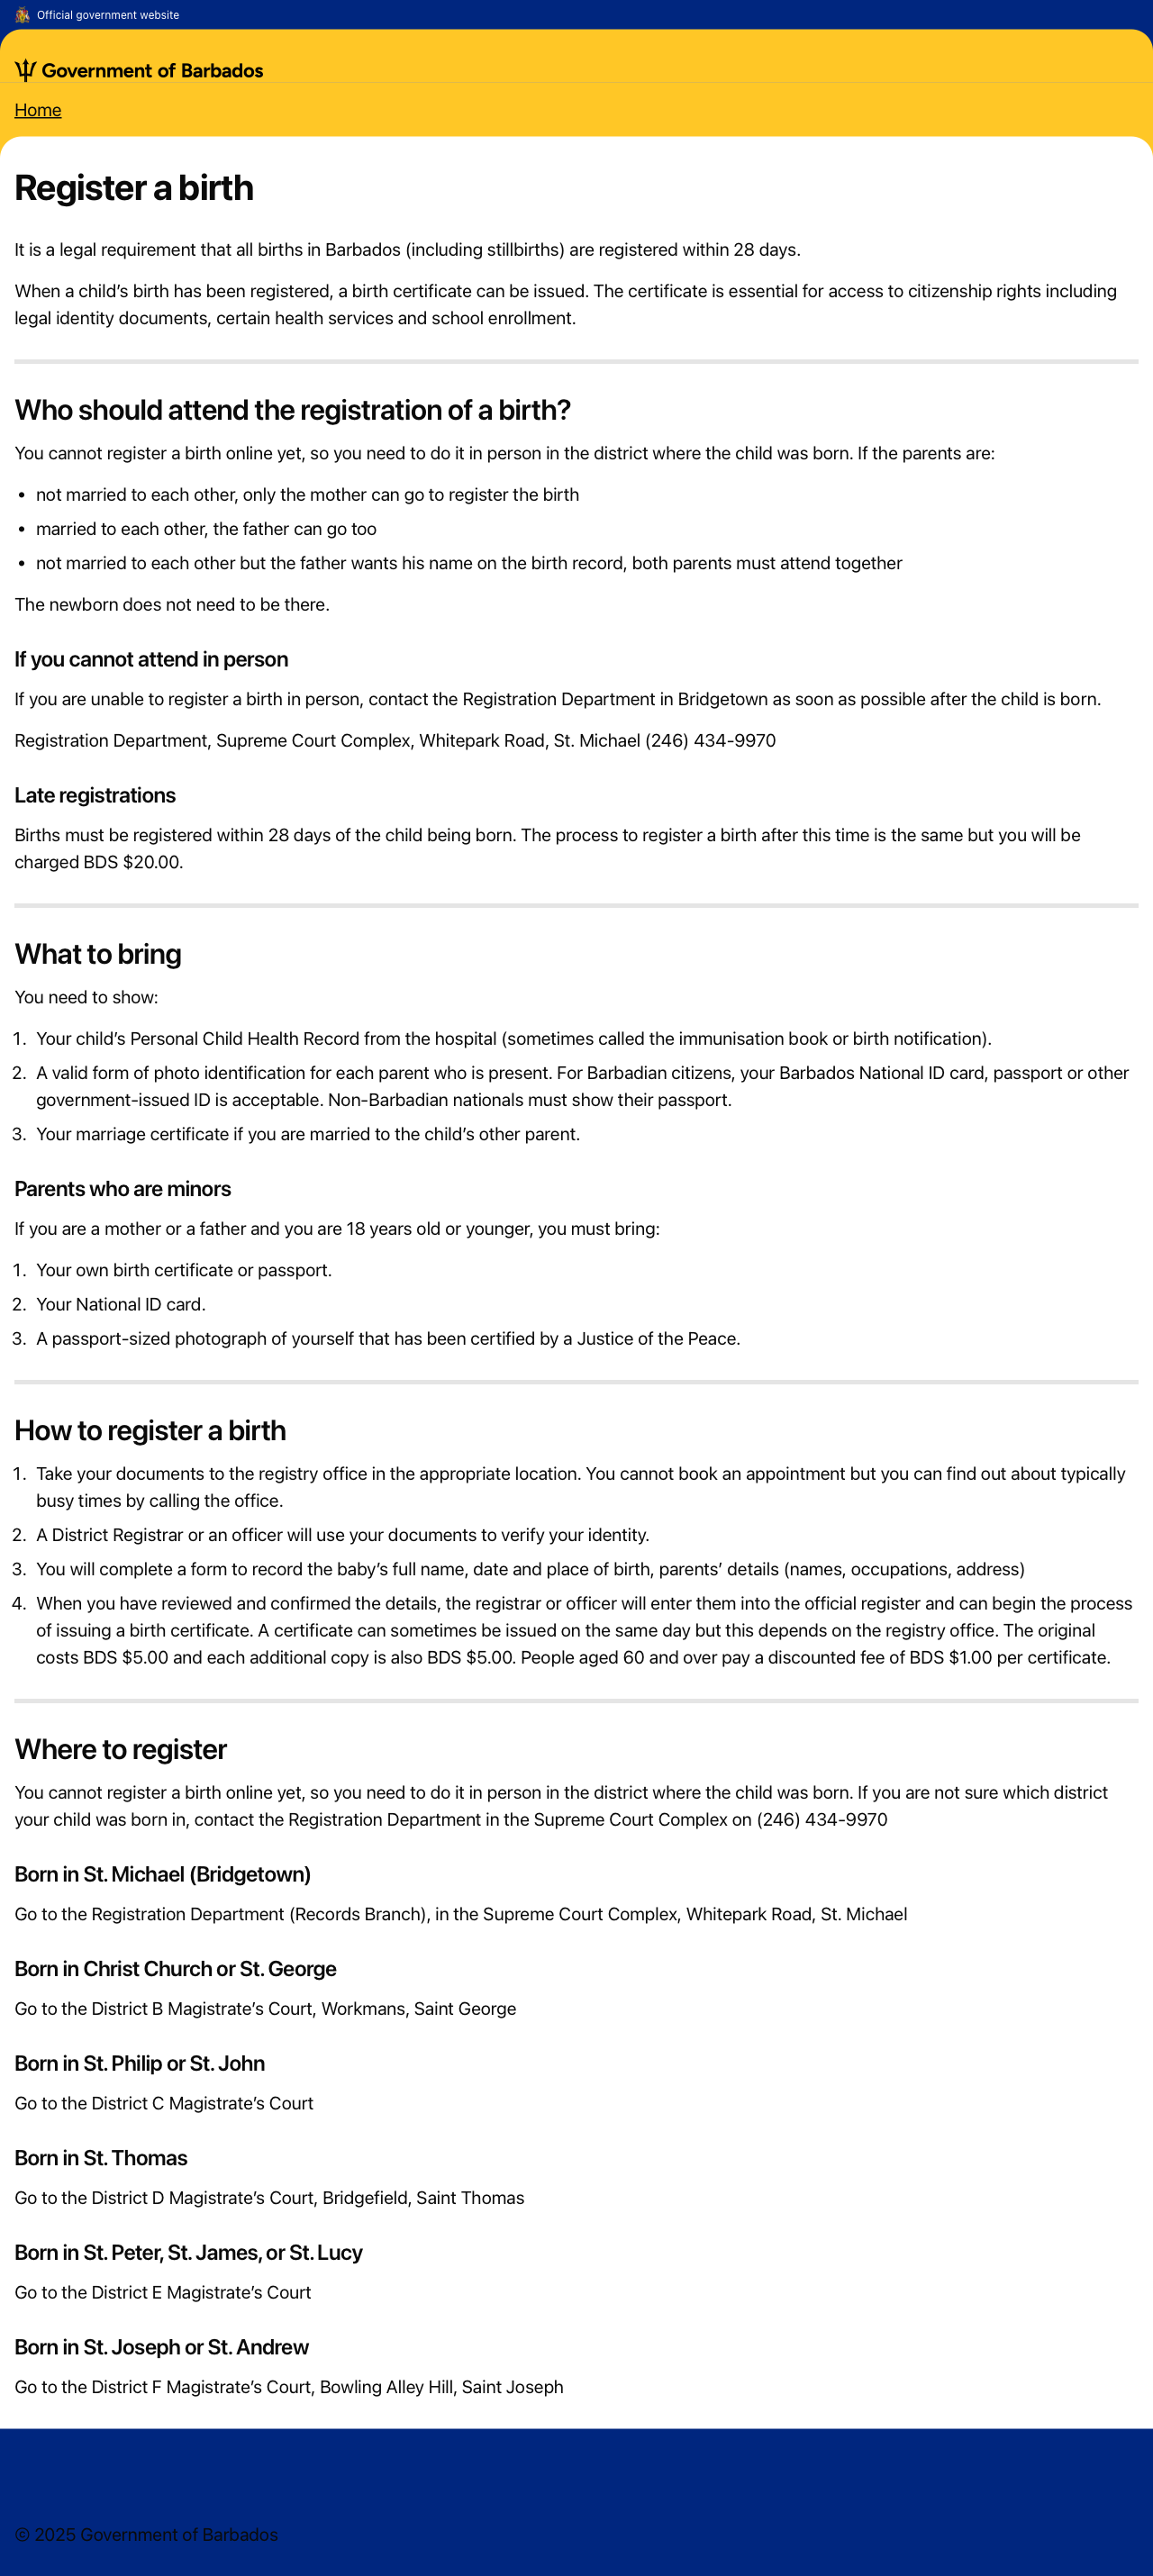 Official government website
Government of Barbados
Home
Register a birth
It is a legal requirement that all births in Barbados (including stillbirths) are registered within 28 days.
When a child’s birth has been registered, a birth certificate can be issued. The certificate is essential for access to citizenship rights including
legal identity documents, certain health services and school enrollment.
Who should attend the registration of a birth?
You cannot register a birth online yet, so you need to do it in person in the district where the child was born. If the parents are:
• not married to each other, only the mother can go to register the birth
• married to each other, the father can go too
• not married to each other but the father wants his name on the birth record, both parents must attend together
The newborn does not need to be there.
If you cannot attend in person
If you are unable to register a birth in person, contact the Registration Department in Bridgetown as soon as possible after the child is born.
Registration Department, Supreme Court Complex, Whitepark Road, St. Michael (246) 434-9970
Late registrations
Births must be registered within 28 days of the child being born. The process to register a birth after this time is the same but you will be
charged BDS $20.00.
What to bring
You need to show:
1. Your child’s Personal Child Health Record from the hospital (sometimes called the immunisation book or birth notification).
2. A valid form of photo identification for each parent who is present. For Barbadian citizens, your Barbados National ID card, passport or other
government-issued ID is acceptable. Non-Barbadian nationals must show their passport.
3. Your marriage certificate if you are married to the child’s other parent.
Parents who are minors
If you are a mother or a father and you are 18 years old or younger, you must bring:
1. Your own birth certificate or passport.
2. Your National ID card.
3. A passport-sized photograph of yourself that has been certified by a Justice of the Peace.
How to register a birth
1. Take your documents to the registry office in the appropriate location. You cannot book an appointment but you can find out about typically
busy times by calling the office.
2. A District Registrar or an officer will use your documents to verify your identity.
3. You will complete a form to record the baby’s full name, date and place of birth, parents’ details (names, occupations, address)
4. When you have reviewed and confirmed the details, the registrar or officer will enter them into the official register and can begin the process
of issuing a birth certificate. A certificate can sometimes be issued on the same day but this depends on the registry office. The original
costs BDS $5.00 and each additional copy is also BDS $5.00. People aged 60 and over pay a discounted fee of BDS $1.00 per certificate.
Where to register
You cannot register a birth online yet, so you need to do it in person in the district where the child was born. If you are not sure which district
your child was born in, contact the Registration Department in the Supreme Court Complex on (246) 434-9970
Born in St. Michael (Bridgetown)
Go to the Registration Department (Records Branch), in the Supreme Court Complex, Whitepark Road, St. Michael
Born in Christ Church or St. George
Go to the District B Magistrate’s Court, Workmans, Saint George
Born in St. Philip or St. John
Go to the District C Magistrate’s Court
Born in St. Thomas
Go to the District D Magistrate’s Court, Bridgefield, Saint Thomas
Born in St. Peter, St. James, or St. Lucy
Go to the District E Magistrate’s Court
Born in St. Joseph or St. Andrew
Go to the District F Magistrate’s Court, Bowling Alley Hill, Saint Joseph
© 2025 Government of Barbados